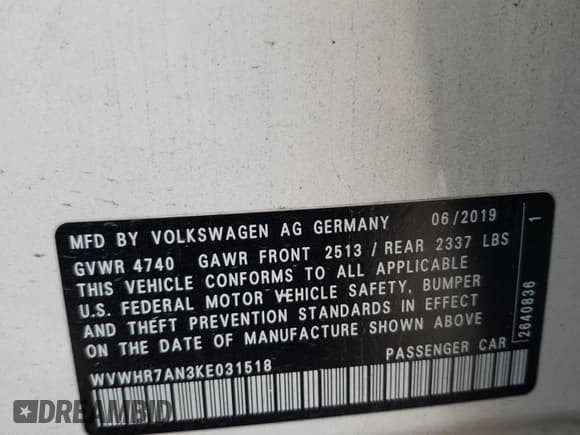 MFD BY VOLKSWAGEN AG GERMANY 06/2019
GVWR 4740 GAWR FRONT 2513 / REAR 2337 LBS
THIS VEHICLE CONFORMS TO ALL APPLICABLE
U.S. FEDERAL MOTOR VEHICLE SAFETY, BUMPER
AND THEFT PREVENTION STANDARDS IN EFFECT
ON THE DATE OF MANUFACTURE SHOWN ABOVE
WVWHR7AN3KE031518 PASSENGER CAR
2640836 1
DREAMBID